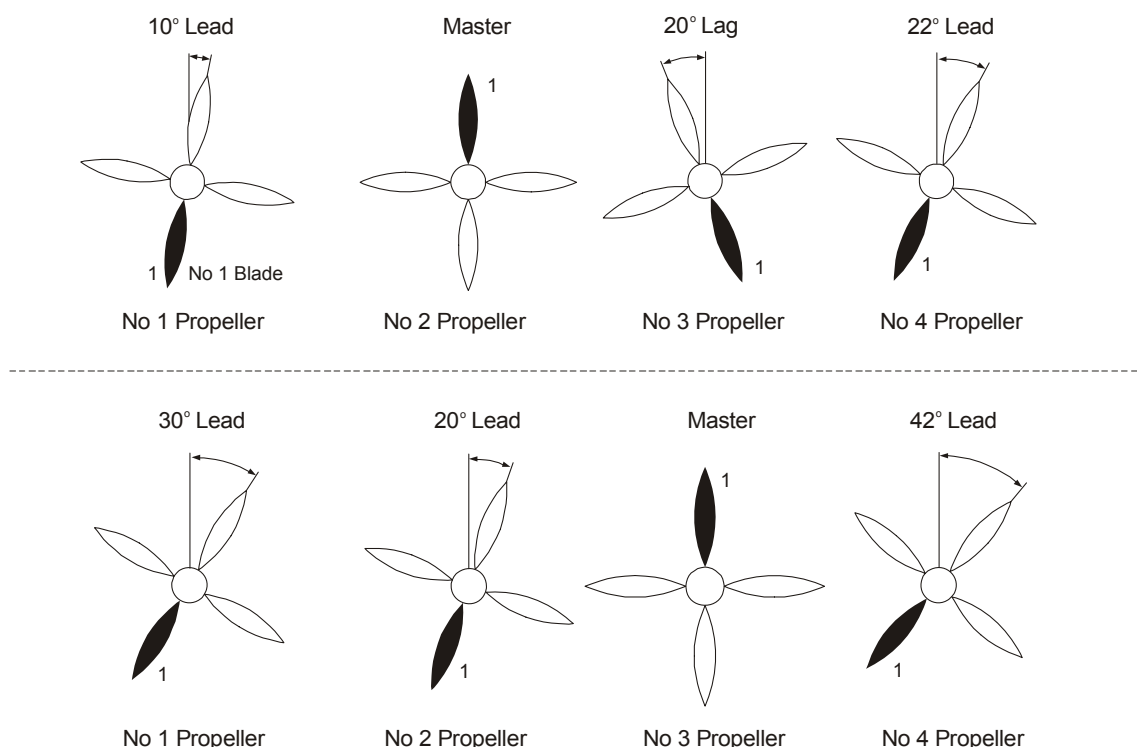 10° Lead
Master
20° Lag
22° Lead
1
1 No 1 Blade
1
1
No 1 Propeller
No 2 Propeller
No 3 Propeller
No 4 Propeller
30° Lead
20° Lead
Master
42° Lead
1
1
1
1
No 1 Propeller
No 2 Propeller
No 3 Propeller
No 4 Propeller